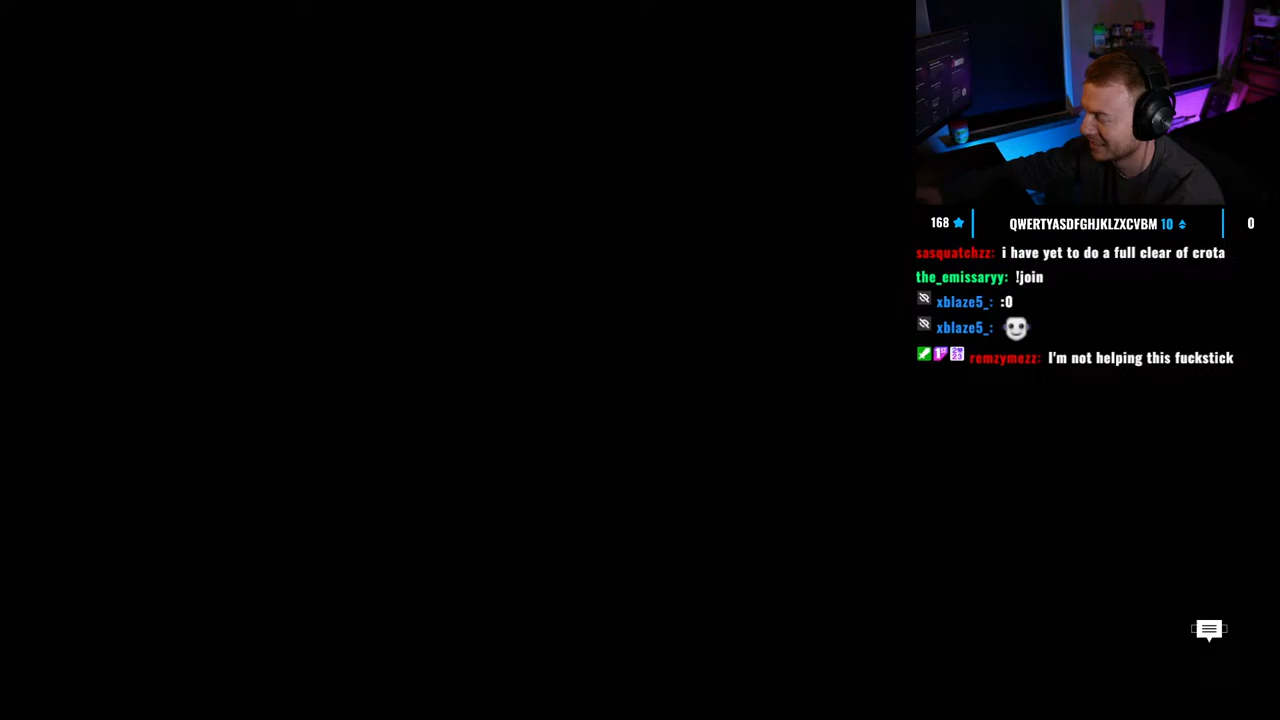 168
QWERTYASDFGHJKLZXCVBM 10
0
sasquatchzz: i have yet to do a full clear of crota
the_emissaryy: !join
xblaze5_: :O
xblaze5_:
remzymezz: I'm not helping this fuckstick